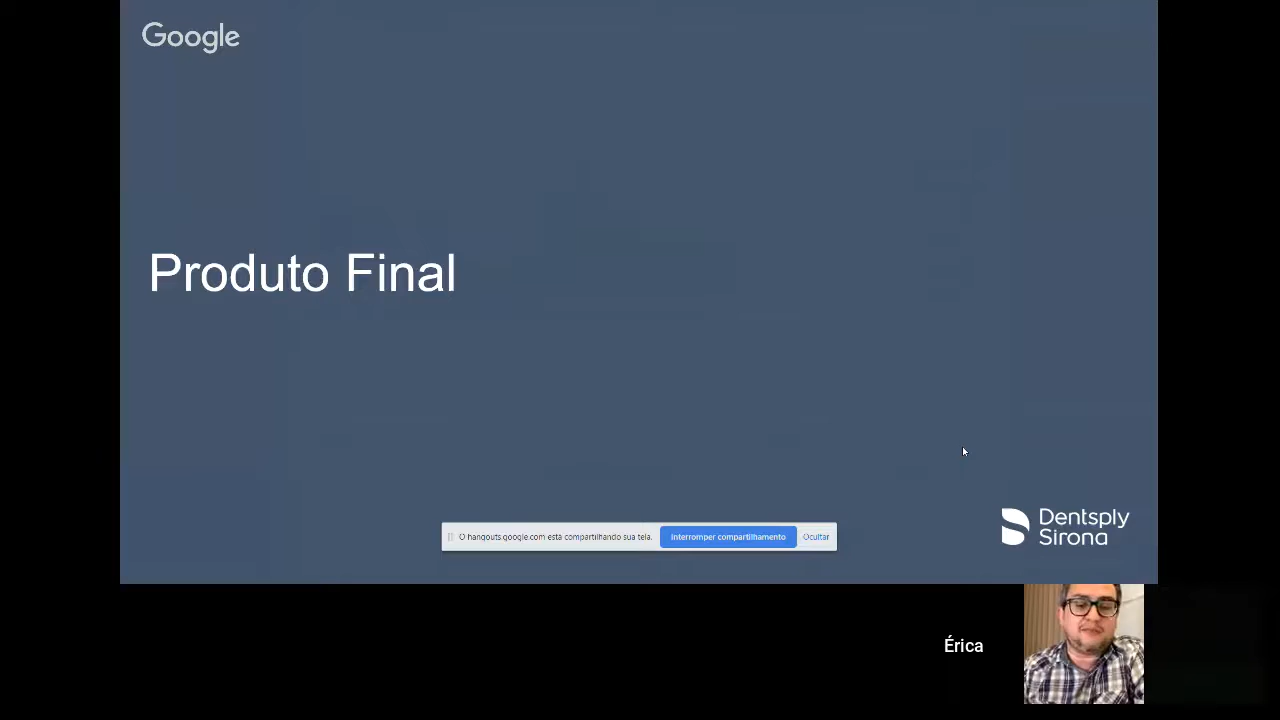 Google
Produto Final
O hangouts.google.com está compartilhando sua tela.
Interromper compartilhamento
Ocultar
Dentsply
Sirona
Érica